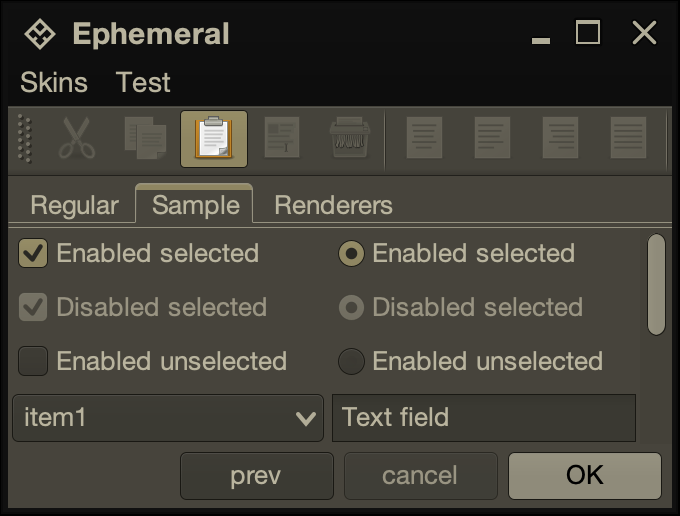 Ephemeral
Skins Test
Regular Sample Renderers
Enabled selected Enabled selected
Disabled selected Disabled selected
Enabled unselected Enabled unselected
item1 Text field
prev cancel OK